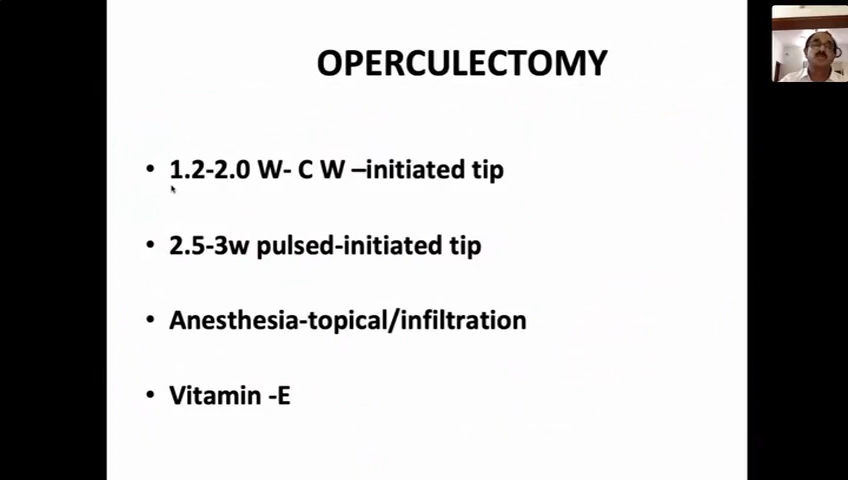 OPERCULECTOMY
• 1.2-2.0 W- C W –initiated tip
• 2.5-3w pulsed-initiated tip
• Anesthesia-topical/infiltration
• Vitamin -E